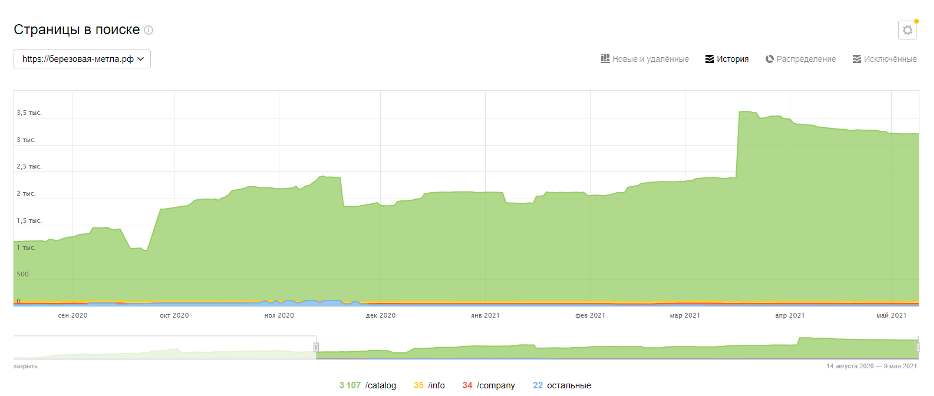 Страницы в поиске
https://березовая-метла.рф
Новые и удалённые История Распределение Исключённые
3,5 тыс.
3 тыс.
2,5 тыс.
2 тыс.
1,5 тыс.
1 тыс.
500
0
сен 2020 окт 2020 ноя 2020 дек 2020 янв 2021 фев 2021 мар 2021 апр 2021 май 2021
закрыть 14 августа 2020 — 9 мая 2021
3 107 /catalog 35 /info 34 /company 22 остальные